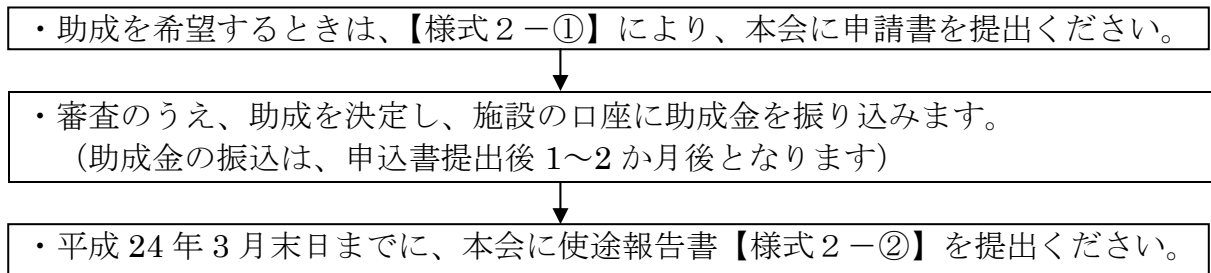 ・助成を希望するときは、【様式２－①】により、本会に申請書を提出ください。
・審査のうえ、助成を決定し、施設の口座に助成金を振り込みます。
（助成金の振込は、申込書提出後 1～2 か月後となります）
・平成 24 年 3 月末日までに、本会に使途報告書【様式２－②】を提出ください。